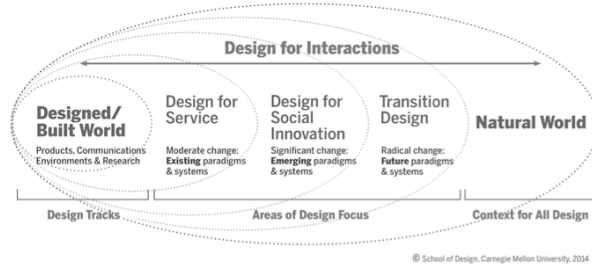 Design for Interactions
Designed/
Built World
Products, Communications
Environments & Research
Design for
Service
Moderate change:
Existing paradigms
& systems
Design for
Social
Innovation
Significant change:
Emerging paradigms
& systems
Transition
Design
Radical change:
Future paradigms
& systems
Natural World
Design Tracks
Areas of Design Focus
Context for All Design
© School of Design, Carnegie Mellon University, 2014